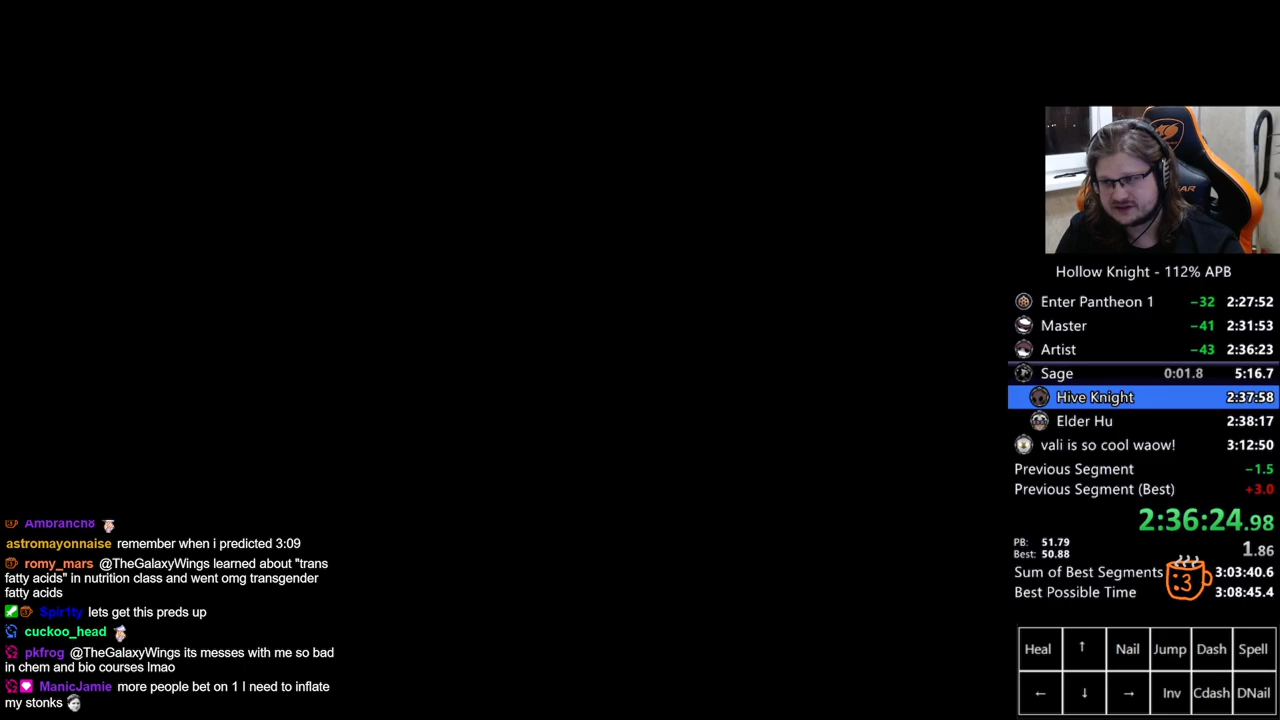 Hollow Knight - 112% APB
Enter Pantheon 1 -32 2:27:52
Master -41 2:31:53
Artist -43 2:36:23
Sage 0:01.8 5:16.7
Hive Knight 2:37:58
Elder Hu 2:38:17
vali is so cool waow! 3:12:50
Previous Segment -1.5
Previous Segment (Best) +3.0
2:36:24.98
PB: 51.79
Best: 50.88
1.86
Sum of Best Segments 3:03:40.6
Best Possible Time 3:08:45.4
:3
Heal ↑ Nail Jump Dash Spell
← ↓ → Inv Cdash DNail
Ambranch8
astromayonnaise remember when i predicted 3:09
romy_mars @TheGalaxyWings learned about "trans
fatty acids" in nutrition class and went omg transgender
fatty acids
Spir1ty lets get this preds up
cuckoo_head
pkfrog @TheGalaxyWings its messes with me so bad
in chem and bio courses lmao
ManicJamie more people bet on 1 I need to inflate
my stonks